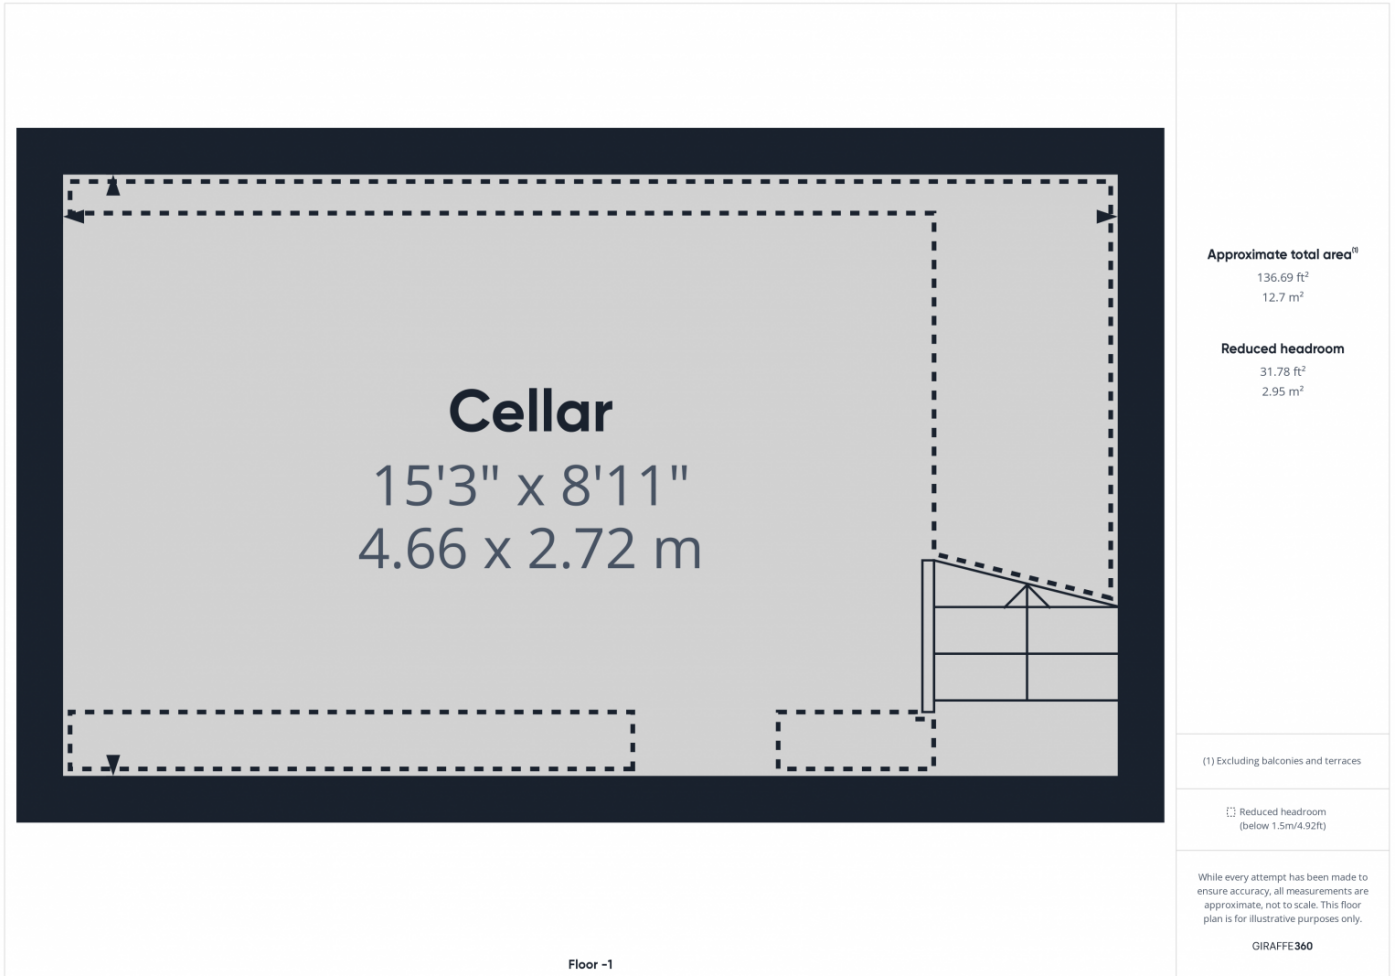 Cellar
15'3" x 8'11"
4.66 x 2.72 m
Floor -1
Approximate total area⁽¹⁾
136.69 ft²
12.7 m²
Reduced headroom
31.78 ft²
2.95 m²
(1) Excluding balconies and terraces
Reduced headroom
(below 1.5m/4.92ft)
While every attempt has been made to
ensure accuracy, all measurements are
approximate, not to scale. This floor
plan is for illustrative purposes only.
GIRAFFE360